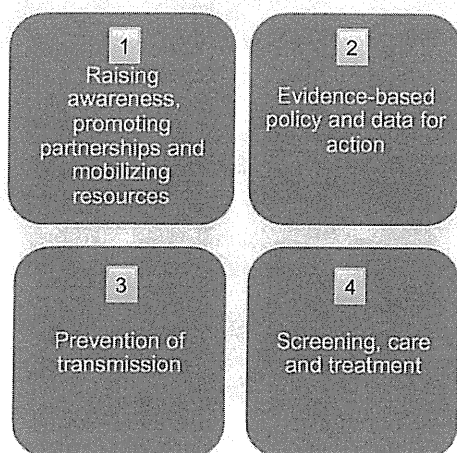 1
Raising
awareness,
promoting
partnerships and
mobilizing
resources
2
Evidence-based
policy and data for
action
3
Prevention of
transmission
4
Screening, care
and treatment